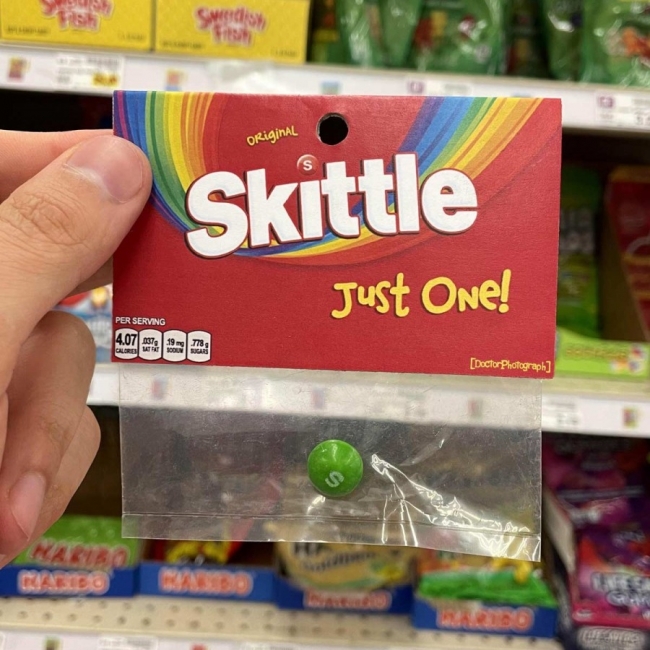 Swedish
Fish
Swedish
Fish
ORiginAL
S
Skittle
Just One!
PER SERVING
4.07 .037g .19 mg .778 g
CALORIES SAT FAT SODIUM SUGARS
[DoctorPhotograph]
S
HARIBO
HARIBO
HARIBO
HARIBO